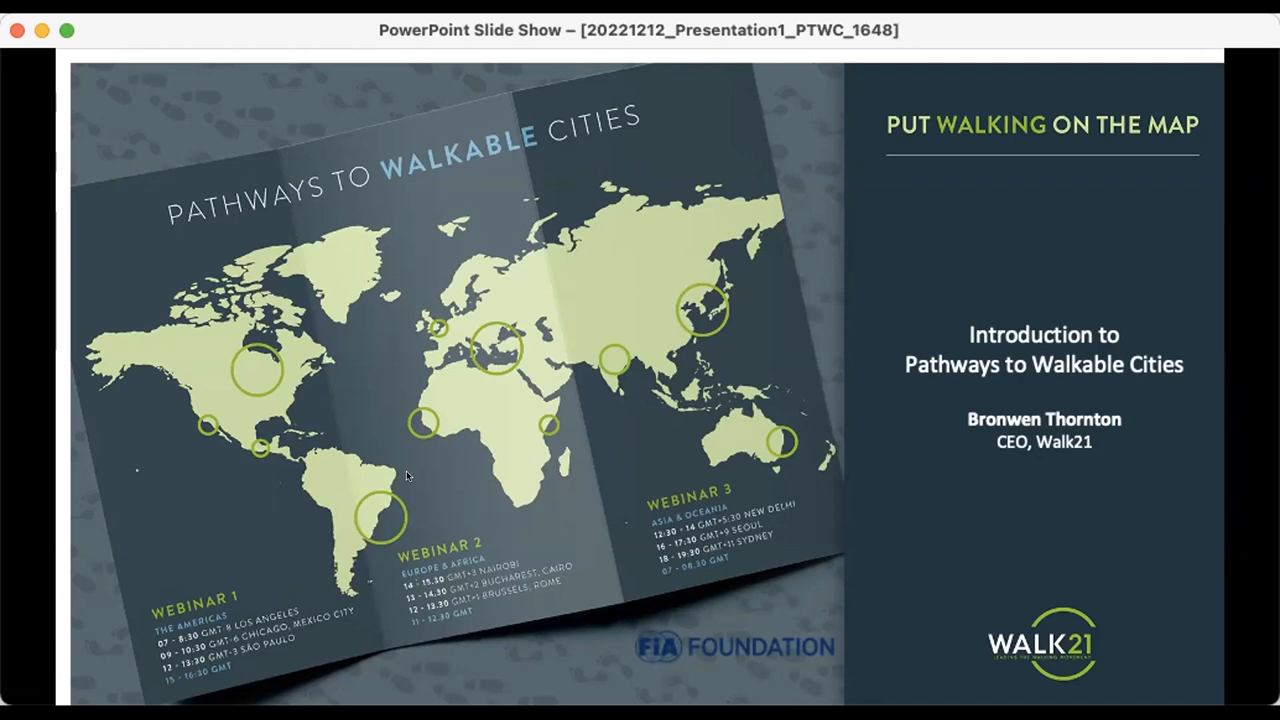 PowerPoint Slide Show – [20221212_Presentation1_PTWC_1648]
PATHWAYS TO WALKABLE CITIES
WEBINAR 1
THE AMERICAS
07 - 8:30 GMT-8 LOS ANGELES
09 - 10:30 GMT-6 CHICAGO, MEXICO CITY
12 - 13:30 GMT-3 SÃO PAULO
15 - 16:30 GMT
WEBINAR 2
EUROPE & AFRICA
14 - 15.30 GMT+3 NAIROBI
13 - 14.30 GMT+2 BUCHAREST, CAIRO
12 - 13.30 GMT+1 BRUSSELS, ROME
11 - 12.30 GMT
WEBINAR 3
ASIA & OCEANIA
12:30 - 14 GMT+5:30 NEW DELHI
16 - 17:30 GMT+9 SEOUL
18 - 19:30 GMT+11 SYDNEY
07 - 08.30 GMT
FIA FOUNDATION
PUT WALKING ON THE MAP
Introduction to
Pathways to Walkable Cities
Bronwen Thornton
CEO, Walk21
WALK21
LEADING THE WALKING MOVEMENT